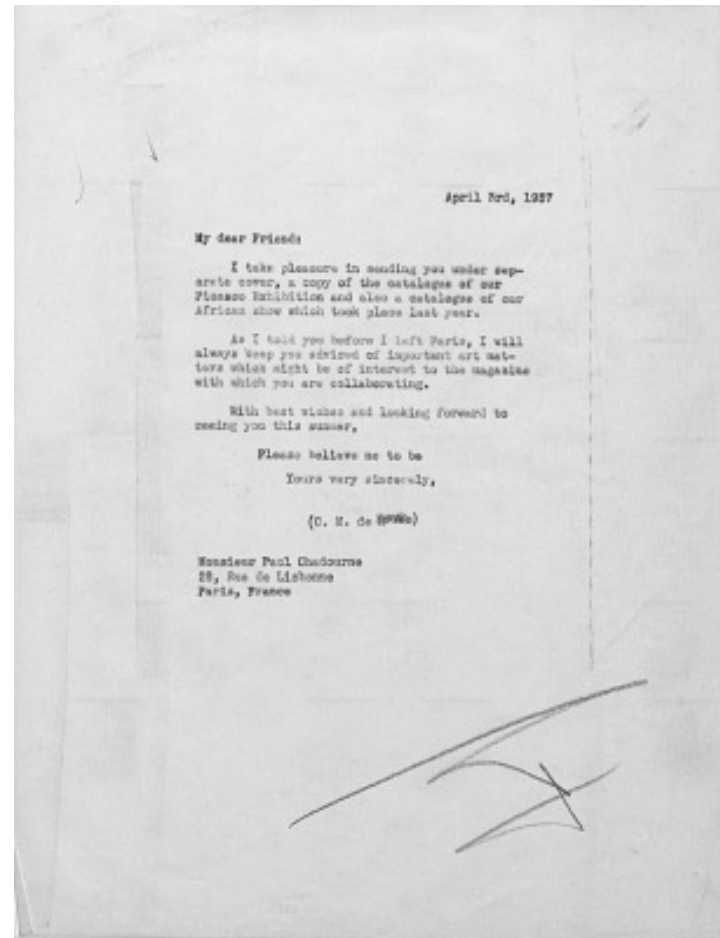 April 3rd, 1937
My dear Friend:
I take pleasure in sending you under sep-
arate cover, a copy of the catalogue of our
Picasso Exhibition and also a catalogue of our
African show which took place last year.
As I told you before I left Paris, I will
always keep you advised of important art mat-
ters which might be of interest to the magazine
with which you are collaborating.
With best wishes and looking forward to
seeing you this summer,
Please believe me to be
Yours very sincerely,
(C. M. de
Monsieur Paul Chadourne
28, Rue de Lisbonne
Paris, France